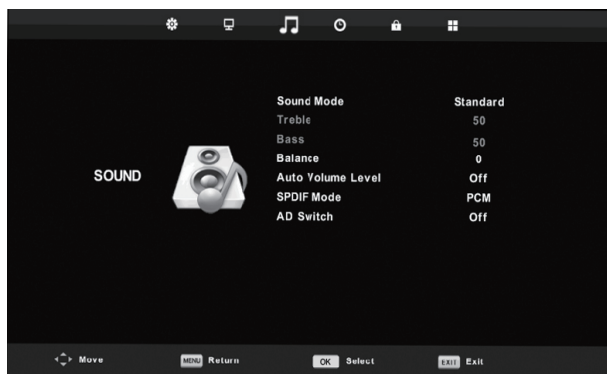 Sound Mode Standard
Treble 50
Bass 50
Balance 0
SOUND
Auto Volume Level Off
SPDIF Mode PCM
AD Switch Off
Move MENU Return OK Select EXIT Exit